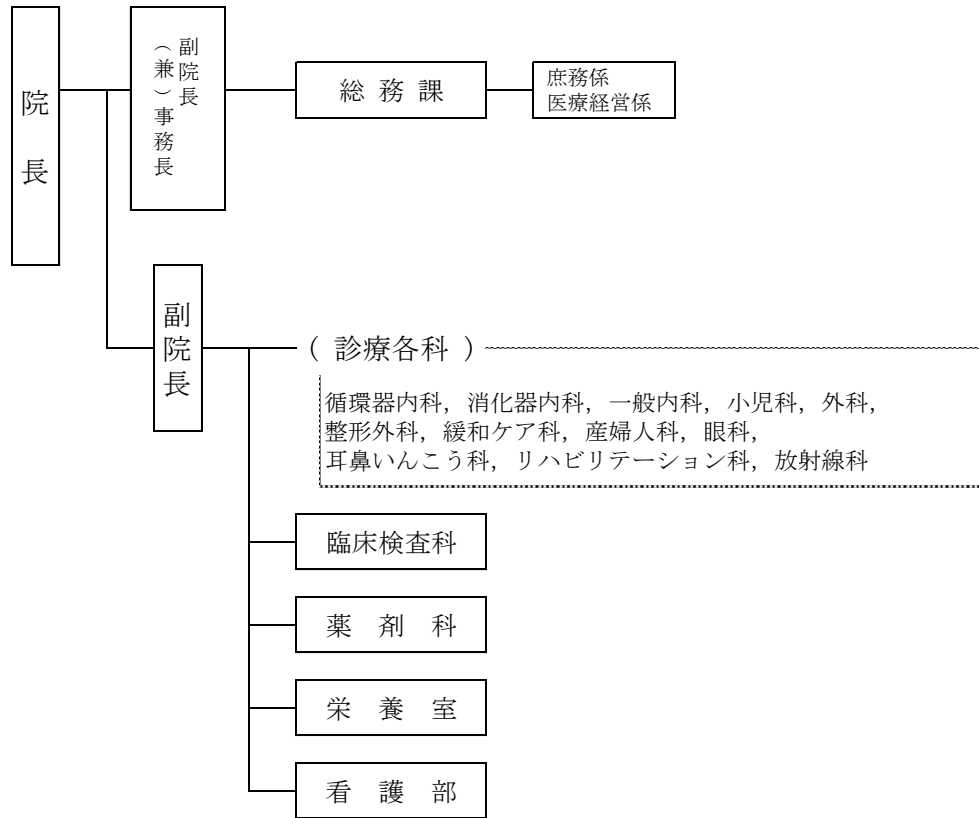 院長
副院長
（兼）事務長
総務課
庶務係
医療経営係
副院長
（診療各科）
循環器内科，消化器内科，一般内科，小児科，外科，
整形外科，緩和ケア科，産婦人科，眼科，
耳鼻いんこう科，リハビリテーション科，放射線科
臨床検査科
薬剤科
栄養室
看護部